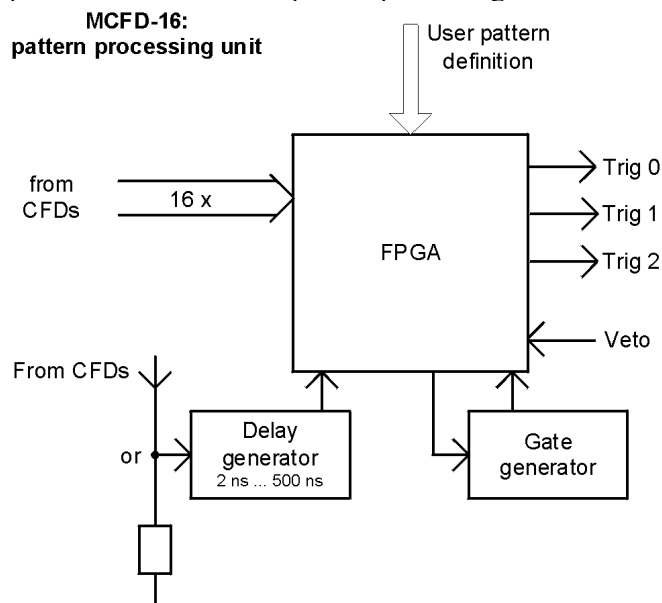 MCFD-16:
pattern processing unit
User pattern
definition
from
CFDs
16 x
FPGA
Trig 0
Trig 1
Trig 2
Veto
From CFDs
or
Delay
generator
2 ns ... 500 ns
Gate
generator